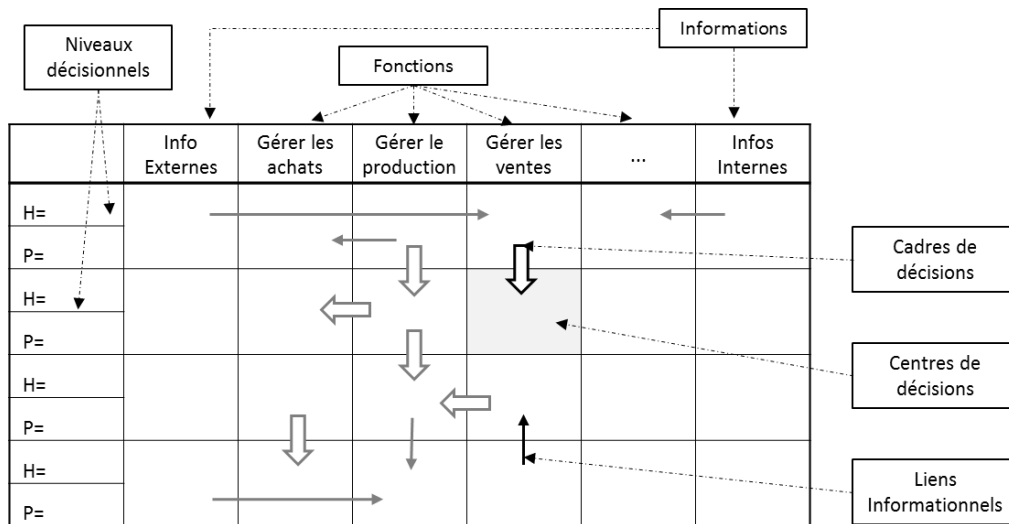 Informations
Niveaux
décisionnels
Fonctions
Info
Externes
Gérer les
achats
Gérer le
production
Gérer les
ventes
...
Infos
Internes
H=
P=
H=
P=
H=
P=
H=
P=
Cadres de
décisions
Centres de
décisions
Liens
Informationnels